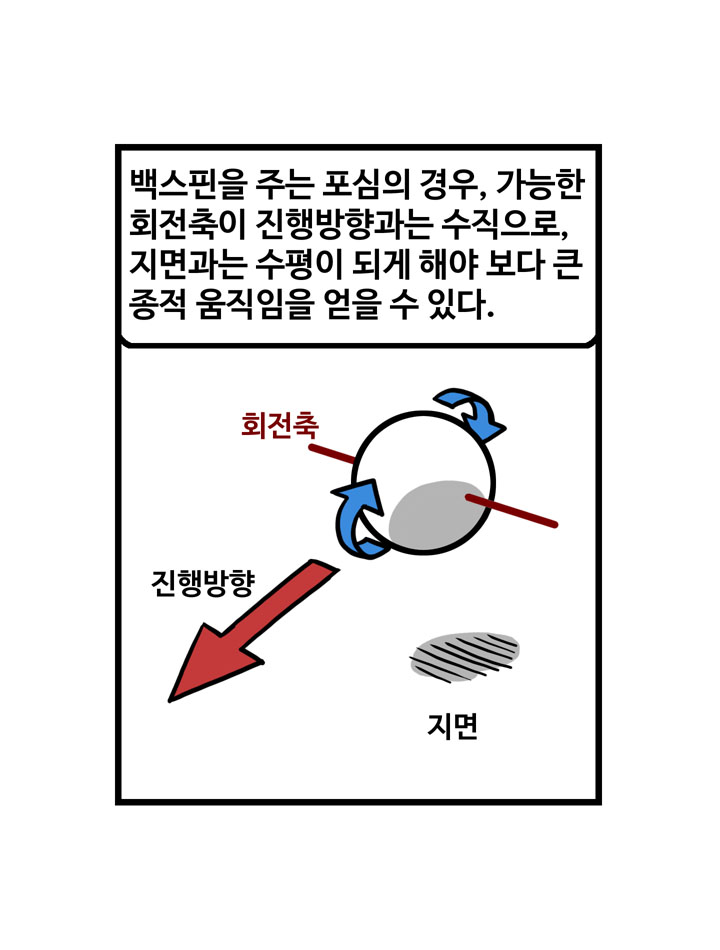 백스핀을 주는 포심의 경우, 가능한
회전축이 진행방향과는 수직으로,
지면과는 수평이 되게 해야 보다 큰
종적 움직임을 얻을 수 있다.
회전축
진행방향
지면